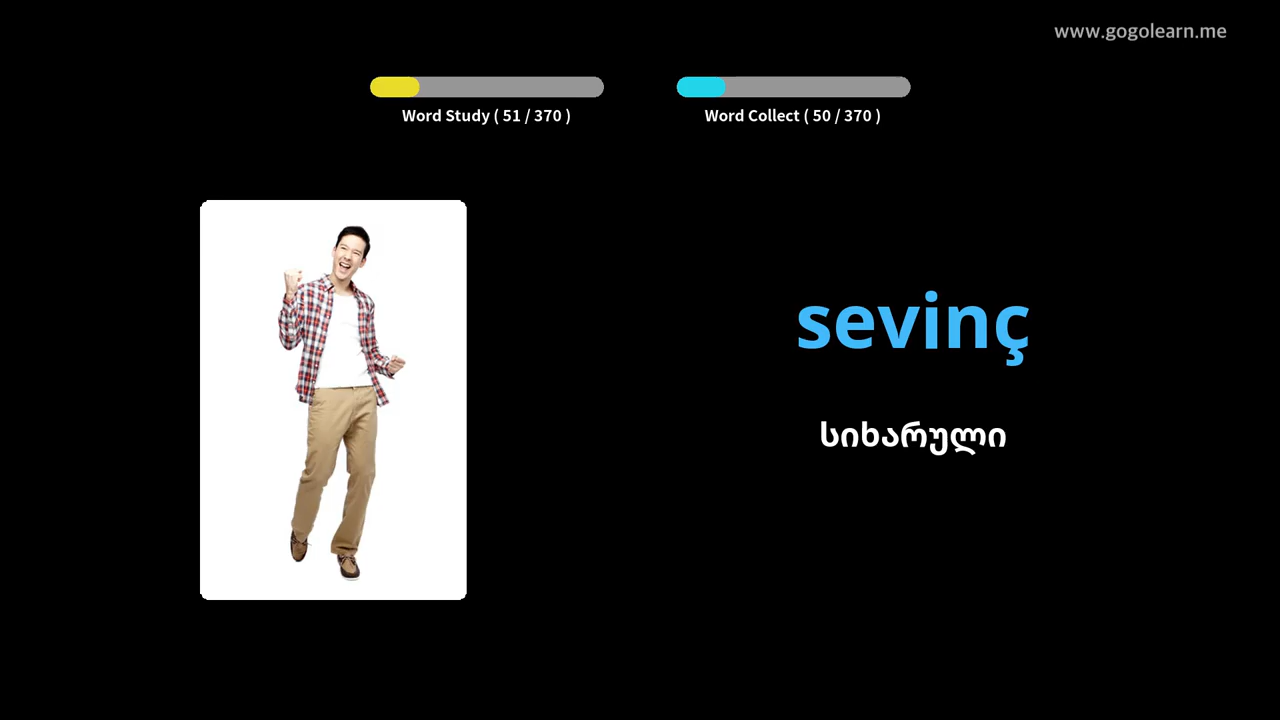 www.gogolearn.me
Word Study ( 51 / 370 )
Word Collect ( 50 / 370 )
sevinç
სიხარული